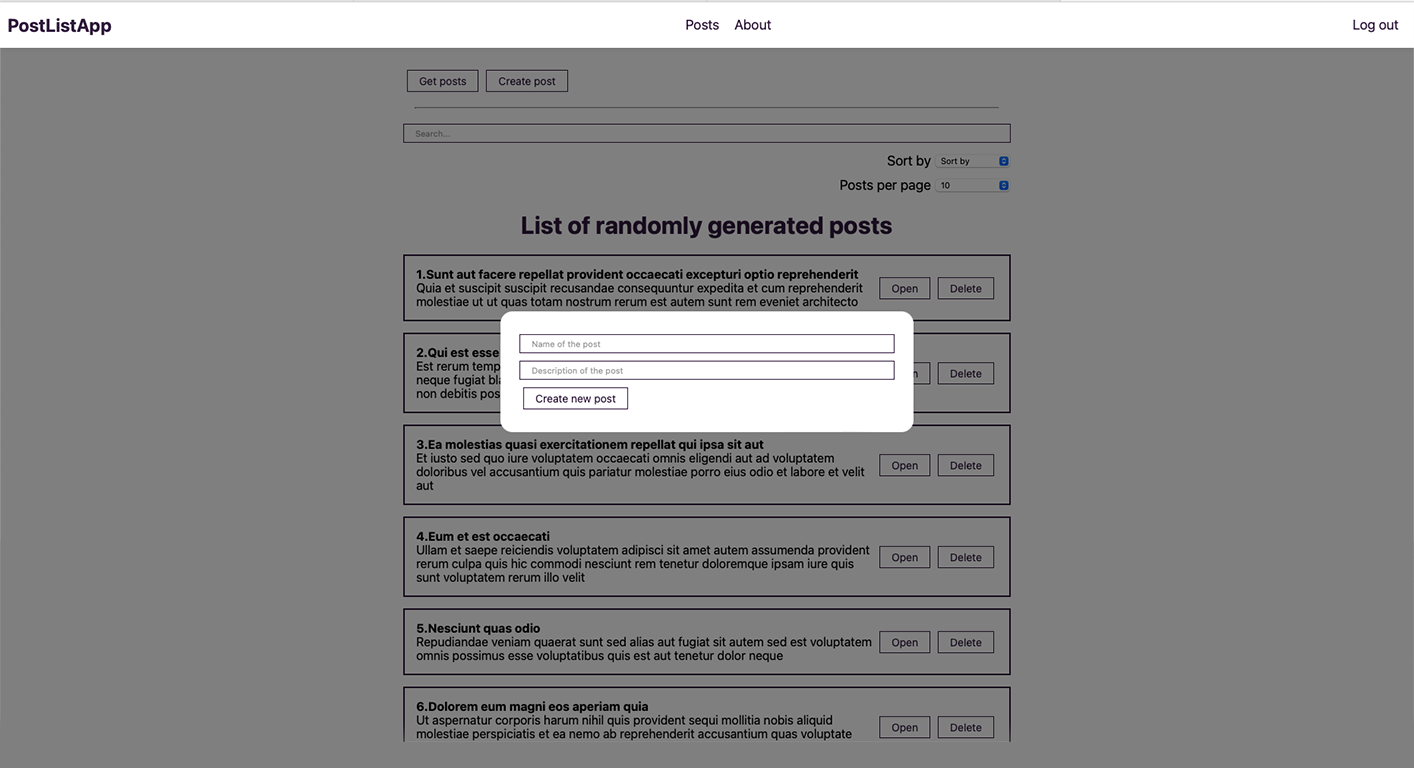 PostListApp
Posts
About
Log out
Get posts
Create post
Search...
Sort by
Sort by
Posts per page
10
List of randomly generated posts
1.Sunt aut facere repellat provident occaecati excepturi optio reprehenderit
Quia et suscipit suscipit recusandae consequuntur expedita et cum reprehenderit
molestiae ut ut quas totam nostrum rerum est autem sunt rem eveniet architecto
Open
Delete
Name of the post
Description of the post
Create new post
2.Qui est esse
Est rerum temp
neque fugiat bl
non debitis pos
n
Delete
3.Ea molestias quasi exercitationem repellat qui ipsa sit aut
Et iusto sed quo iure voluptatem occaecati omnis eligendi aut ad voluptatem
doloribus vel accusantium quis pariatur molestiae porro eius odio et labore et velit
aut
Open
Delete
4.Eum et est occaecati
Ullam et saepe reiciendis voluptatem adipisci sit amet autem assumenda provident
rerum culpa quis hic commodi nesciunt rem tenetur doloremque ipsam iure quis
sunt voluptatem rerum illo velit
Open
Delete
5.Nesciunt quas odio
Repudiandae veniam quaerat sunt sed alias aut fugiat sit autem sed est voluptatem
omnis possimus esse voluptatibus quis est aut tenetur dolor neque
Open
Delete
6.Dolorem eum magni eos aperiam quia
Ut aspernatur corporis harum nihil quis provident sequi mollitia nobis aliquid
molestiae perspiciatis et ea nemo ab reprehenderit accusantium quas voluptate
Open
Delete